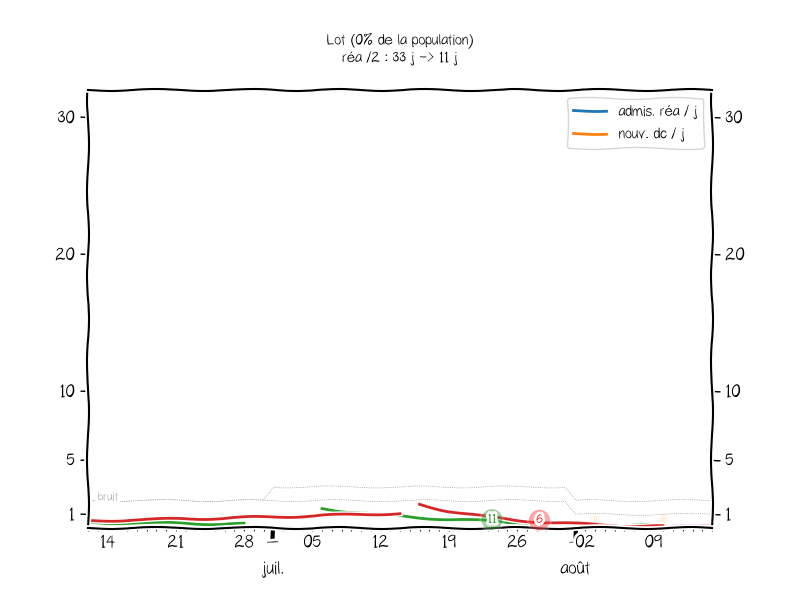 Lot (0% de la population)
réa /2 : 33 j -> 11 j
admis. réa / j
nouv. dc / j
30 30
20 20
10 10
5 5
bruit
1 11 6 1
14 21 28 05 12 19 26 02 09
juil. août